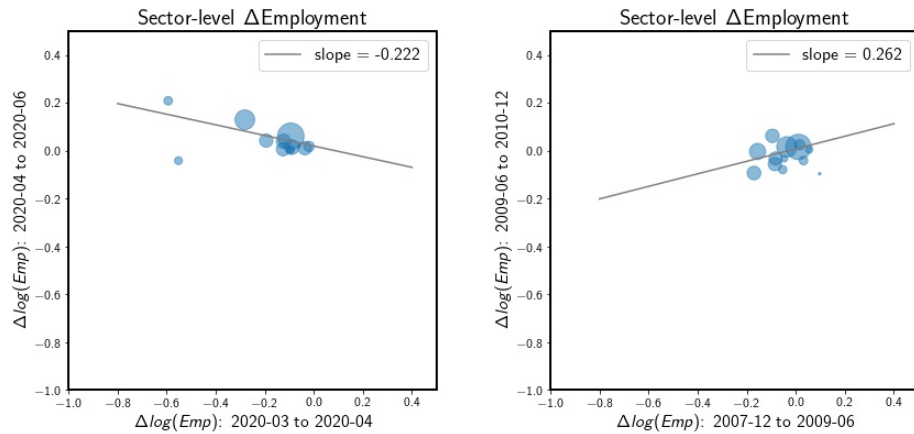 Sector-level ΔEmployment
slope = -0.222
0.4
0.2
0.0
−0.2
−0.4
−0.6
−0.8
−1.0
Δlog(Emp): 2020-04 to 2020-06
−1.0 −0.8 −0.6 −0.4 −0.2 0.0 0.2 0.4
Δlog(Emp): 2020-03 to 2020-04
Sector-level ΔEmployment
slope = 0.262
0.4
0.2
0.0
−0.2
−0.4
−0.6
−0.8
−1.0
Δlog(Emp): 2009-06 to 2010-12
−1.0 −0.8 −0.6 −0.4 −0.2 0.0 0.2 0.4
Δlog(Emp): 2007-12 to 2009-06